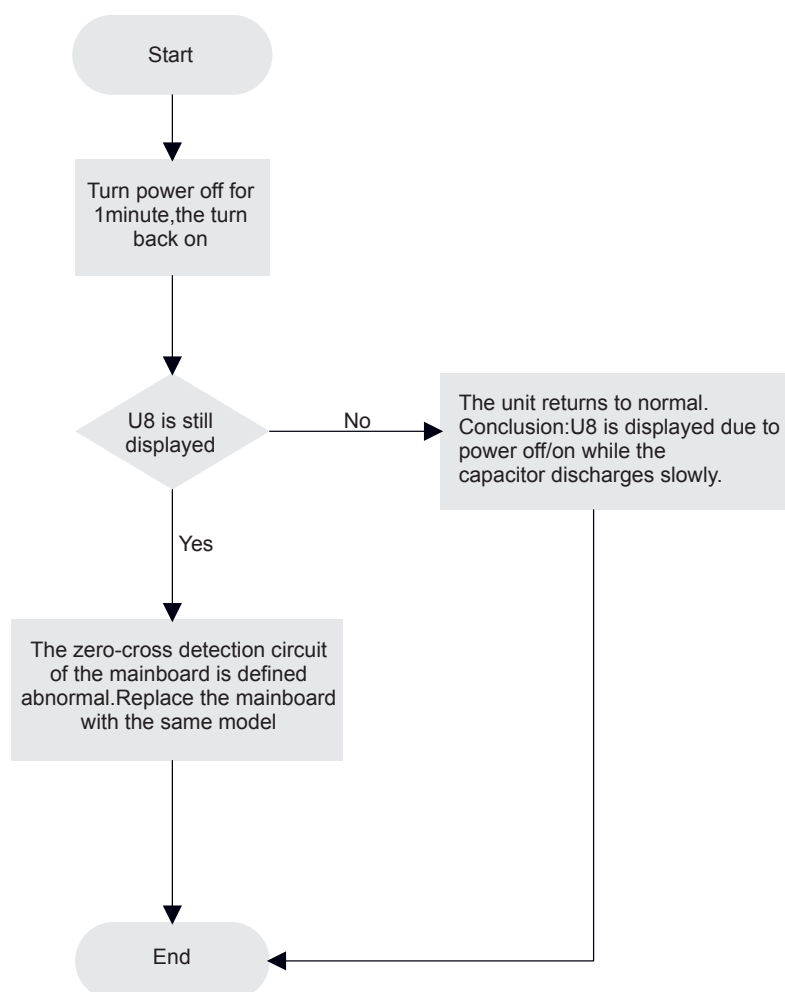 Start
Turn power off for
1minute,the turn
back on
U8 is still
displayed
No
The unit returns to normal.
Conclusion:U8 is displayed due to
power off/on while the
capacitor discharges slowly.
Yes
The zero-cross detection circuit
of the mainboard is defined
abnormal.Replace the mainboard
with the same model
End